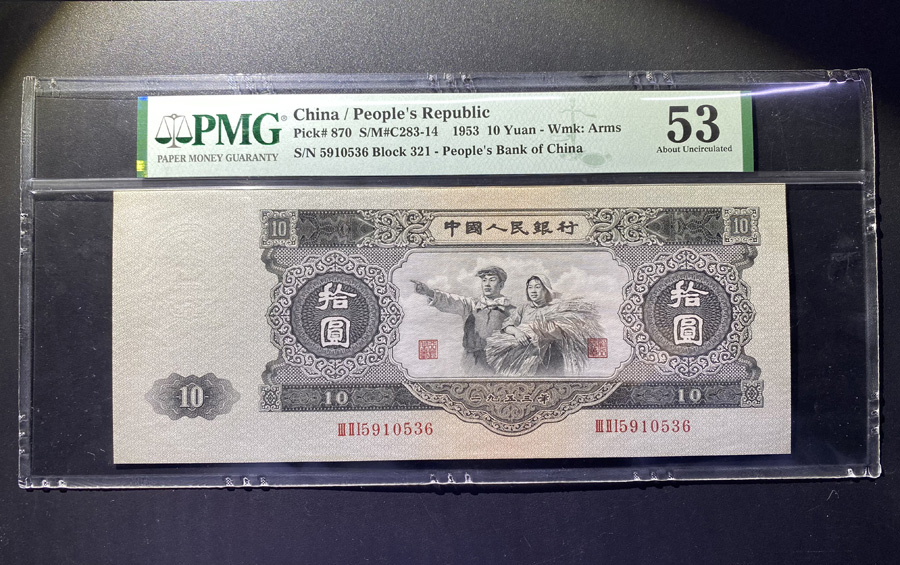 PMG®
PAPER MONEY GUARANTY
China / People's Republic
Pick# 870 S/M#C283-14 1953 10 Yuan - Wmk: Arms
S/N 5910536 Block 321 - People's Bank of China
53
About Uncirculated
10
中國人民銀行
10
拾圓
拾圓
10
10
一九五三年
10
ⅢⅡⅠ5910536
ⅢⅡⅠ5910536